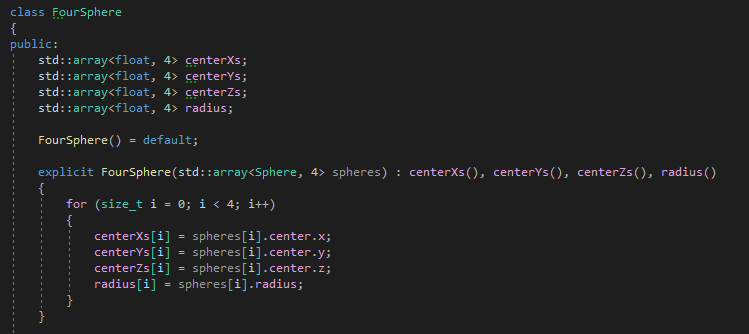 class FourSphere
{
public:
    std::array<float, 4> centerXs;
    std::array<float, 4> centerYs;
    std::array<float, 4> centerZs;
    std::array<float, 4> radius;

    FourSphere() = default;

    explicit FourSphere(std::array<Sphere, 4> spheres) : centerXs(), centerYs(), centerZs(), radius()
    {
        for (size_t i = 0; i < 4; i++)
        {
            centerXs[i] = spheres[i].center.x;
            centerYs[i] = spheres[i].center.y;
            centerZs[i] = spheres[i].center.z;
            radius[i] = spheres[i].radius;
        }
    }